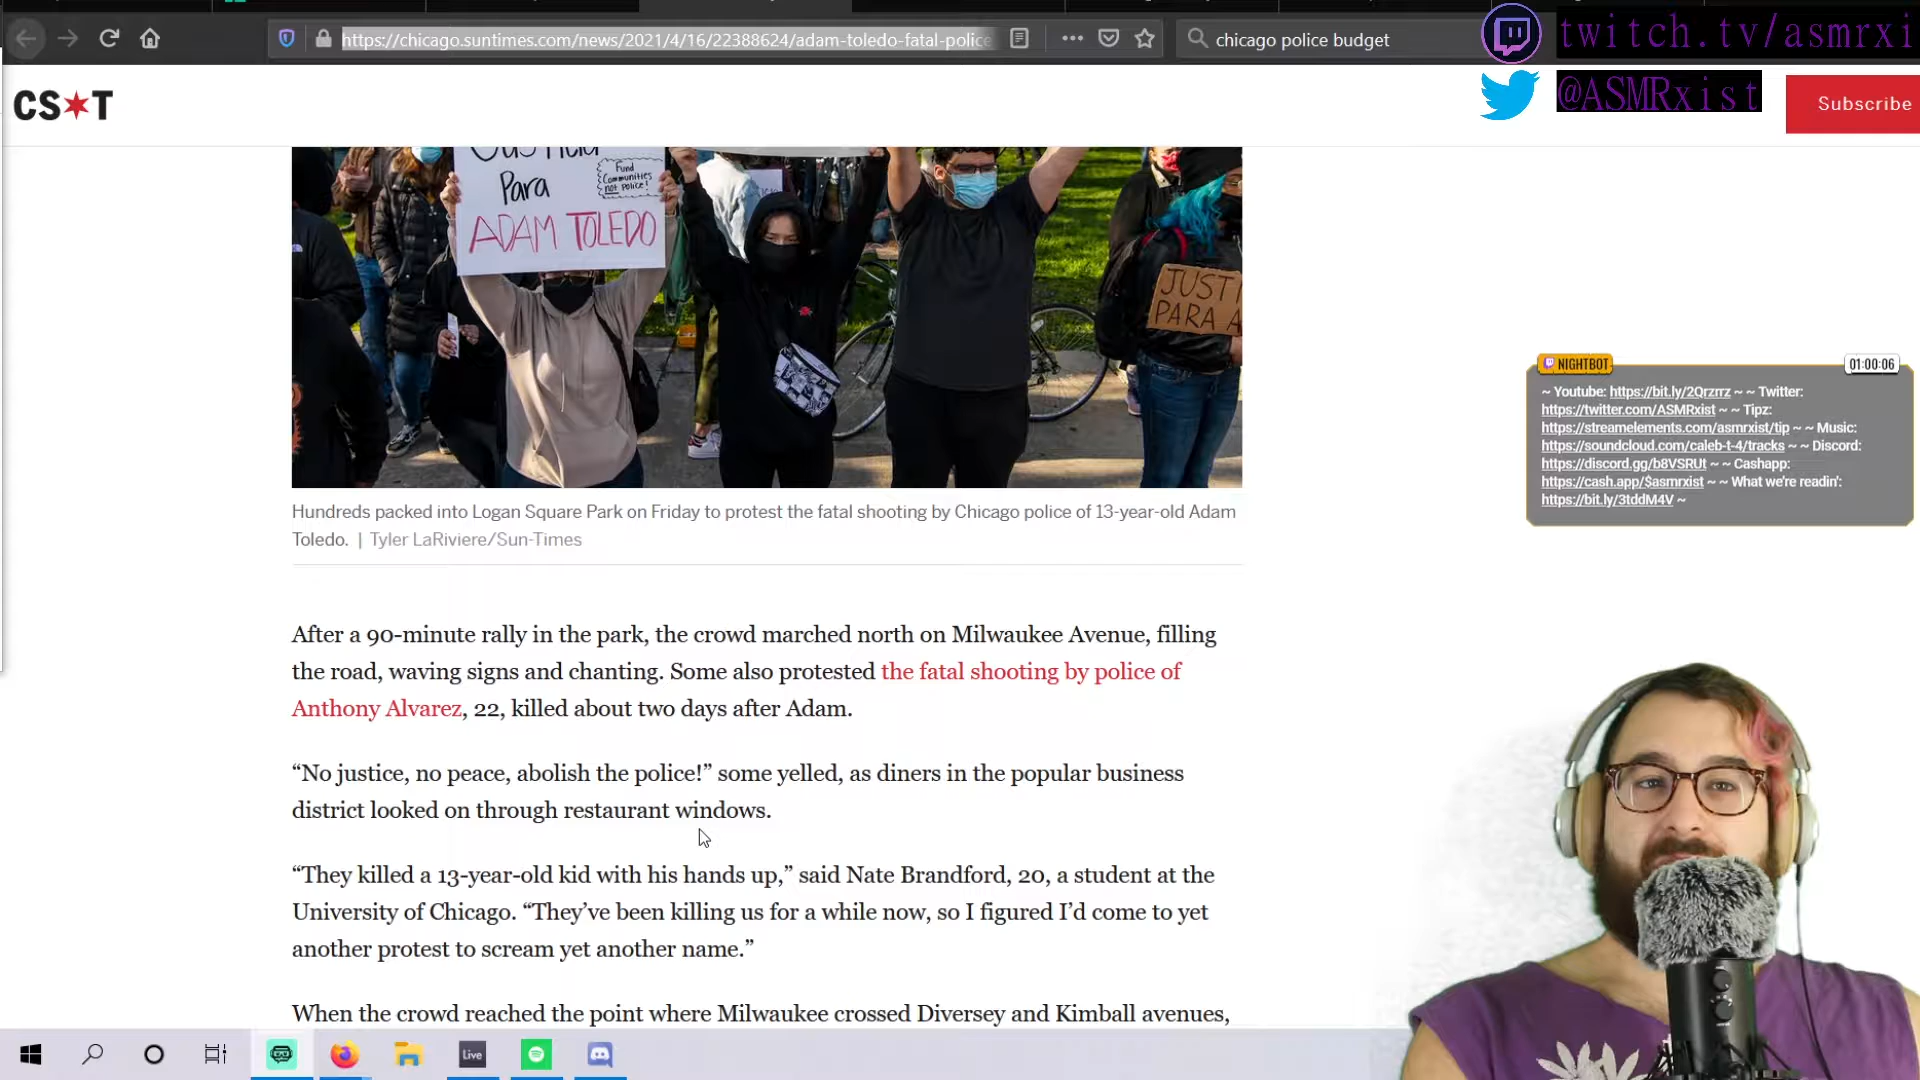 https://chicago.suntimes.com/news/2021/4/16/22388624/adam-toledo-fatal-police
chicago police budget
twitch.tv/asmrxi
@ASMRxist
CS T
Subscribe
Justicia
Para
ADAM TOLEDO
Fund
Communities
not Police!
JUSTI
PARA A
NIGHTBOT
01:00:06
~ Youtube: https://bit.ly/2Qrzrrz ~ ~ Twitter:
https://twitter.com/ASMRxist ~ ~ Tipz:
https://streamelements.com/asmrxist/tip ~ ~ Music:
https://soundcloud.com/caleb-t-4/tracks ~ ~ Discord:
https://discord.gg/b8VSRUt ~ ~ Cashapp:
https://cash.app/$asmrxist ~ ~ What we're readin':
https://bit.ly/3tddM4V ~
Hundreds packed into Logan Square Park on Friday to protest the fatal shooting by Chicago police of 13-year-old Adam
Toledo. | Tyler LaRiviere/Sun-Times
After a 90-minute rally in the park, the crowd marched north on Milwaukee Avenue, filling
the road, waving signs and chanting. Some also protested the fatal shooting by police of
Anthony Alvarez, 22, killed about two days after Adam.
“No justice, no peace, abolish the police!” some yelled, as diners in the popular business
district looked on through restaurant windows.
“They killed a 13-year-old kid with his hands up,” said Nate Brandford, 20, a student at the
University of Chicago. “They’ve been killing us for a while now, so I figured I’d come to yet
another protest to scream yet another name.”
When the crowd reached the point where Milwaukee crossed Diversey and Kimball avenues,
Live